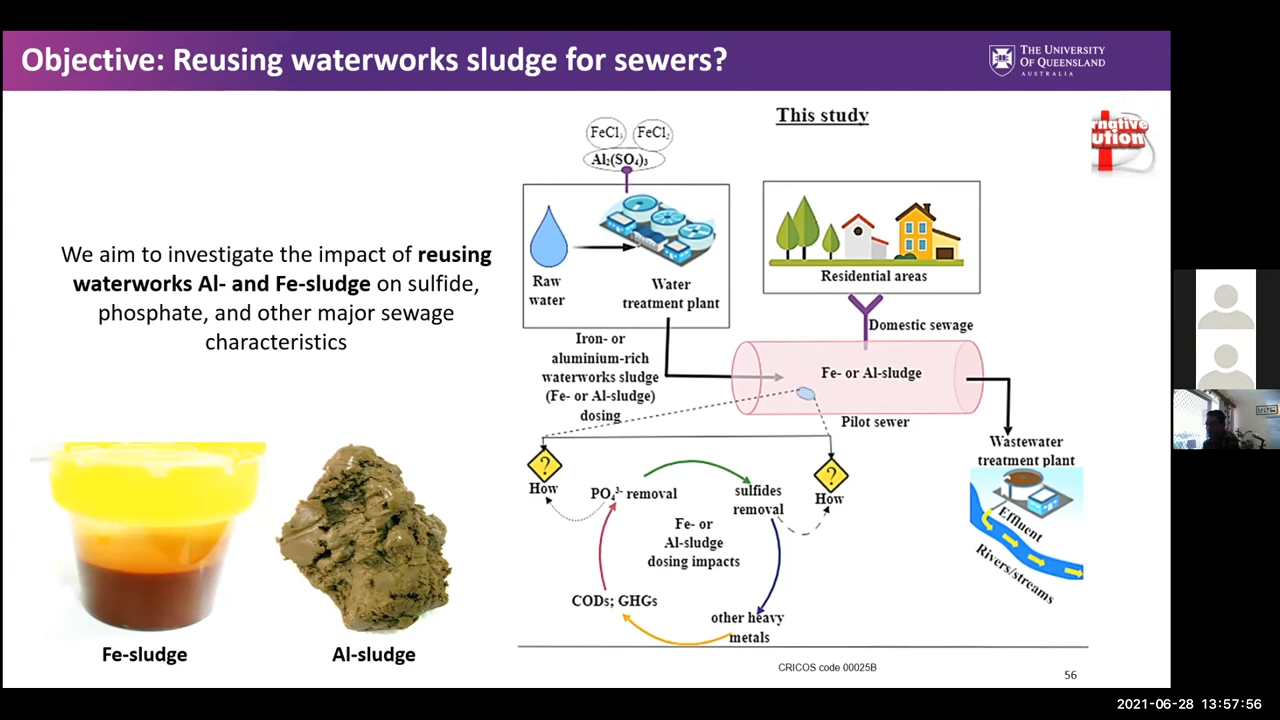 Objective: Reusing waterworks sludge for sewers?
THE UNIVERSITY
OF QUEENSLAND
AUSTRALIA
This study
rnative
ution
We aim to investigate the impact of reusing
waterworks Al- and Fe-sludge on sulfide,
phosphate, and other major sewage
characteristics
Fe-sludge
Al-sludge
FeCl₃
FeCl₂
Al₂(SO₄)₃
Raw
water
Water
treatment plant
Residential areas
Domestic sewage
Iron- or
aluminium-rich
waterworks sludge
(Fe- or Al-sludge)
dosing
Fe- or Al-sludge
Pilot sewer
Wastewater
treatment plant
Effluent
Rivers/streams
?
How
?
How
PO₄³⁻ removal
sulfides
removal
Fe- or
Al-sludge
dosing impacts
CODs; GHGs
other heavy
metals
CRICOS code 00025B
56
2021-06-28 13:57:56